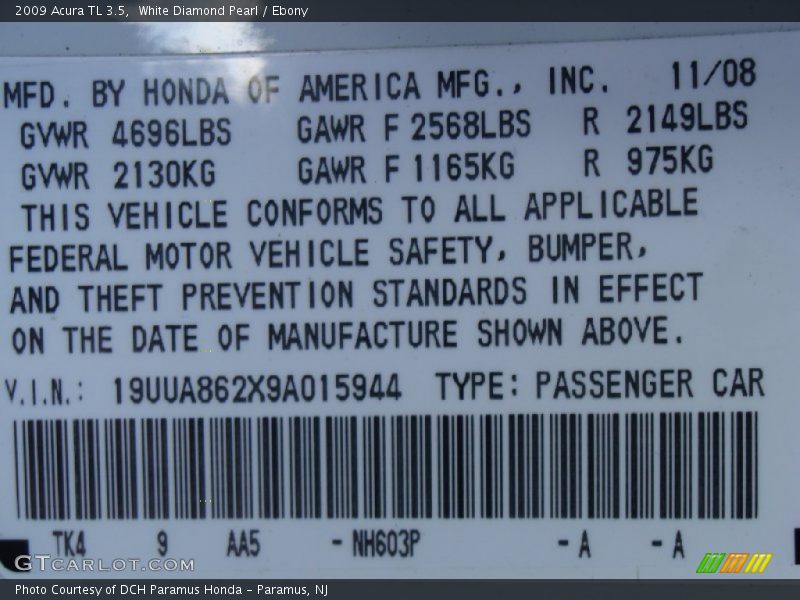 2009 Acura TL 3.5, White Diamond Pearl / Ebony
MFD. BY HONDA OF AMERICA MFG., INC. 11/08
GVWR 4696LBS GAWR F 2568LBS R 2149LBS
GVWR 2130KG GAWR F 1165KG R 975KG
THIS VEHICLE CONFORMS TO ALL APPLICABLE
FEDERAL MOTOR VEHICLE SAFETY, BUMPER,
AND THEFT PREVENTION STANDARDS IN EFFECT
ON THE DATE OF MANUFACTURE SHOWN ABOVE.
V.I.N.: 19UUA862X9A015944 TYPE: PASSENGER CAR
TK4 9 AA5 - NH603P - A - A
GTCARLOT.COM
Photo Courtesy of DCH Paramus Honda - Paramus, NJ